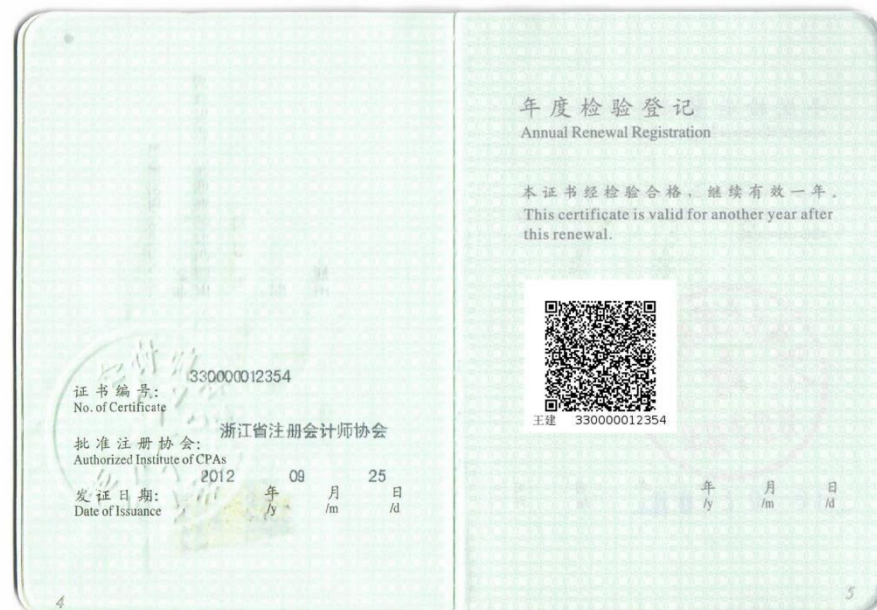 330000012354
证书编号:
No. of Certificate
浙江省注册会计师协会
批准注册协会:
Authorized Institute of CPAs
2012 09 25
发证日期: 年 月 日
Date of Issuance /y /m /d
4
年度检验登记
Annual Renewal Registration
本证书经检验合格，继续有效一年.
This certificate is valid for another year after
this renewal.
王建 330000012354
年 月 日
/y /m /d
5